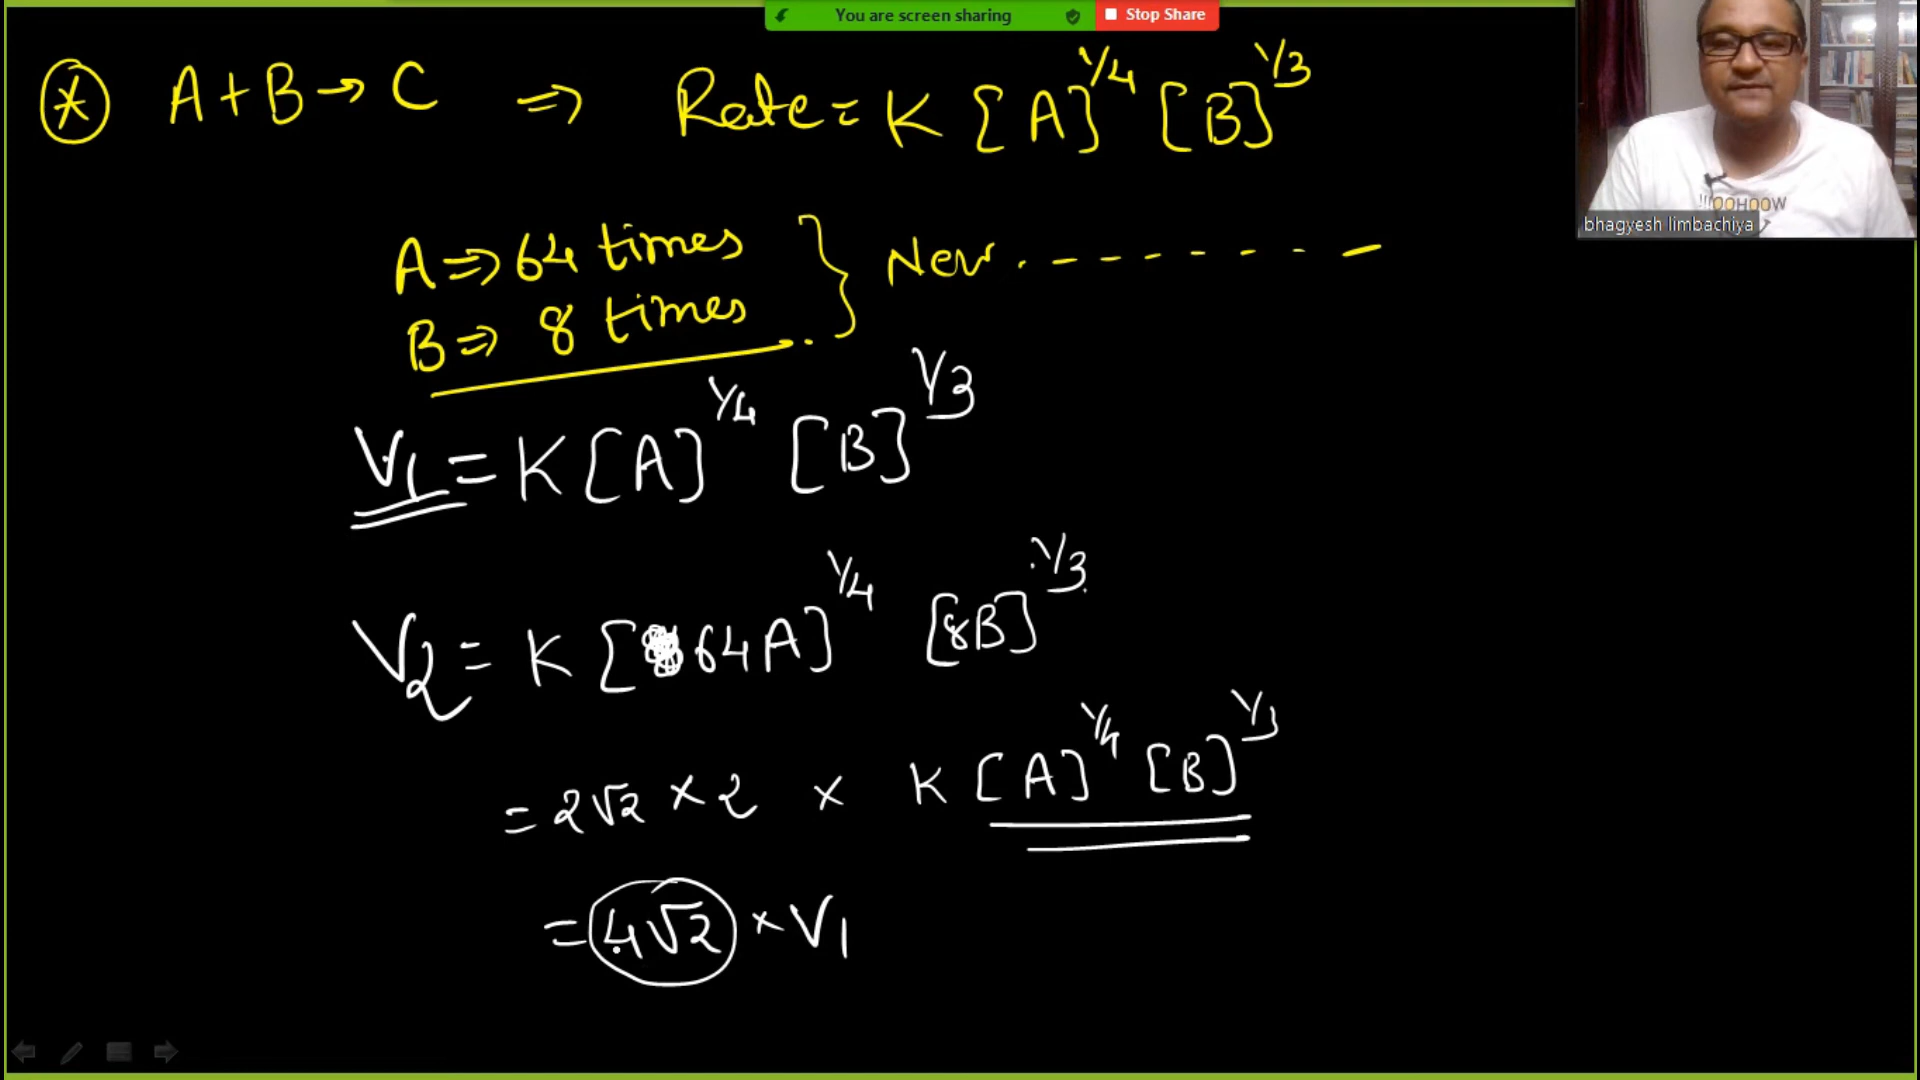 You are screen sharing Stop Share
* A + B → C ⇒ Rate = K [A]^1/4 [B]^1/3
!!!OOHOOW
bhagyesh limbachiya
A ⇒ 64 times } New. - - - - - - - -
B ⇒ 8 times
V1 = K [A]^1/4 [B]^1/3
V2 = K [64A]^1/4 [8B]^1/3
= 2√2 × 2 × K [A]^1/4 [B]^1/3
= 4√2 × V1